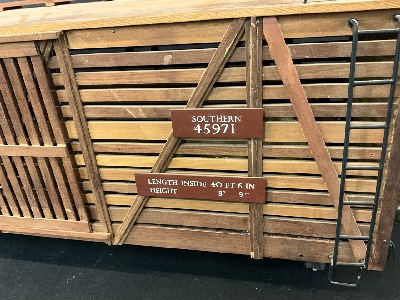 SOUTHERN
45971
LENGTH INSIDE 40 FT 6 IN
HEIGHT 8' 9"